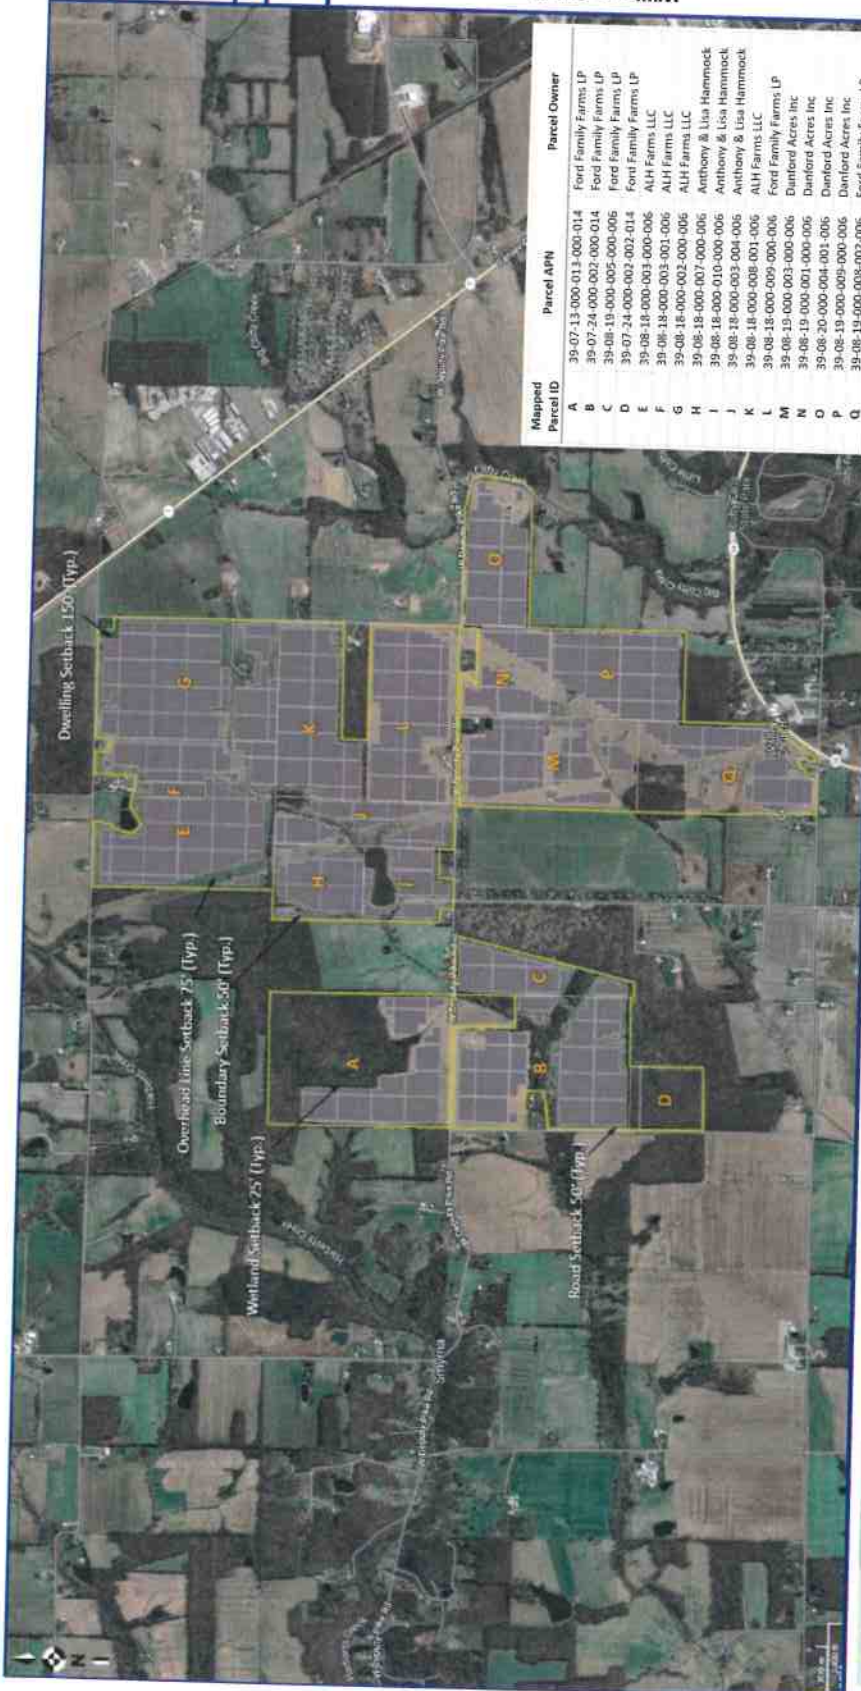 Dwelling Setback 150' (Typ.)
Overhead Line Setback 75' (Typ.)
Boundary Setback 50' (Typ.)
Wetland Setback 25' (Typ.)
Road Setback 50' (Typ.)
Smyrna
Big Clifty Creek
A
B
C
D
E
F
G
H
I
J
K
L
M
N
O
P
Q
Mapped Parcel ID Parcel APN Parcel Owner
A 39-07-13-000-013-000-014 Ford Family Farms LP
B 39-07-24-000-002-000-014 Ford Family Farms LP
C 39-08-19-000-005-000-006 Ford Family Farms LP
D 39-07-24-000-002-002-014 Ford Family Farms LP
E 39-08-18-000-003-000-006 ALH Farms LLC
F 39-08-18-000-003-001-006 ALH Farms LLC
G 39-08-18-000-002-000-006 ALH Farms LLC
H 39-08-18-000-007-000-006 Anthony & Lisa Hammock
I 39-08-18-000-010-000-006 Anthony & Lisa Hammock
J 39-08-18-000-003-004-006 Anthony & Lisa Hammock
K 39-08-18-000-008-001-006 ALH Farms LLC
L 39-08-18-000-009-000-006 Ford Family Farms LP
M 39-08-19-000-003-000-006 Danford Acres Inc
N 39-08-19-000-001-000-006 Danford Acres Inc
O 39-08-20-000-004-001-006 Danford Acres Inc
P 39-08-19-000-009-000-006 Danford Acres Inc
Q
N